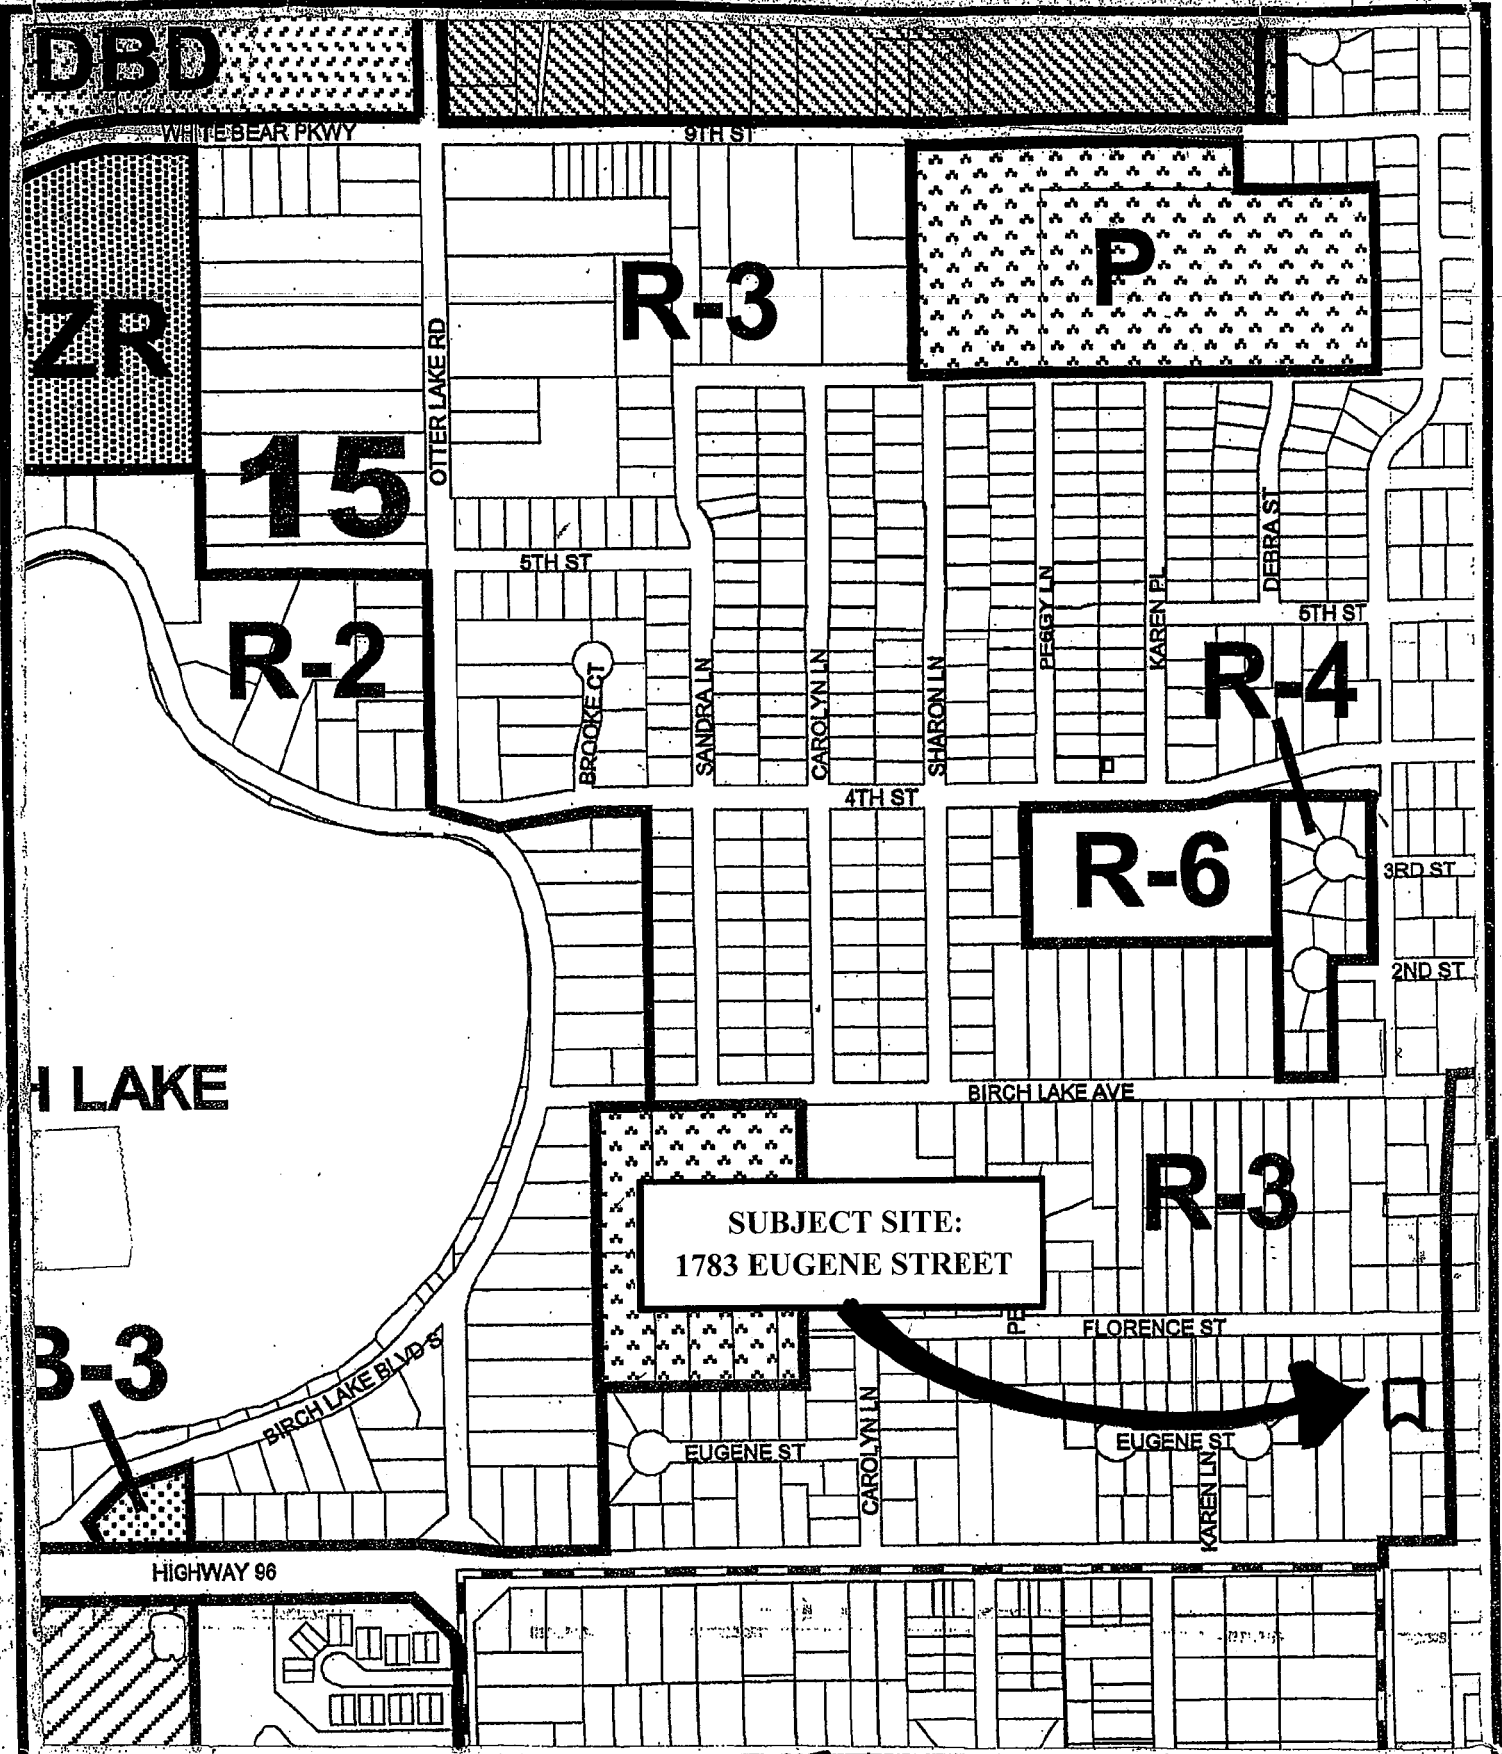 DBD
WHITE BEAR PKWY
9TH ST
P
R-3
ZR
OTTER LAKE RD
15
5TH ST
DEBRA ST
PEGGY LN
KAREN PL
5TH ST
R-2
R-4
BROOKE CT
SANDRA LN
CAROLYN LN
SHARON LN
4TH ST
R-6
3RD ST
2ND ST
H LAKE
BIRCH LAKE AVE
R-3
SUBJECT SITE:
1783 EUGENE STREET
PE
FLORENCE ST
B-3
BIRCH LAKE BLVD S
CAROLYN LN
EUGENE ST
EUGENE ST
KAREN LN
HIGHWAY 96